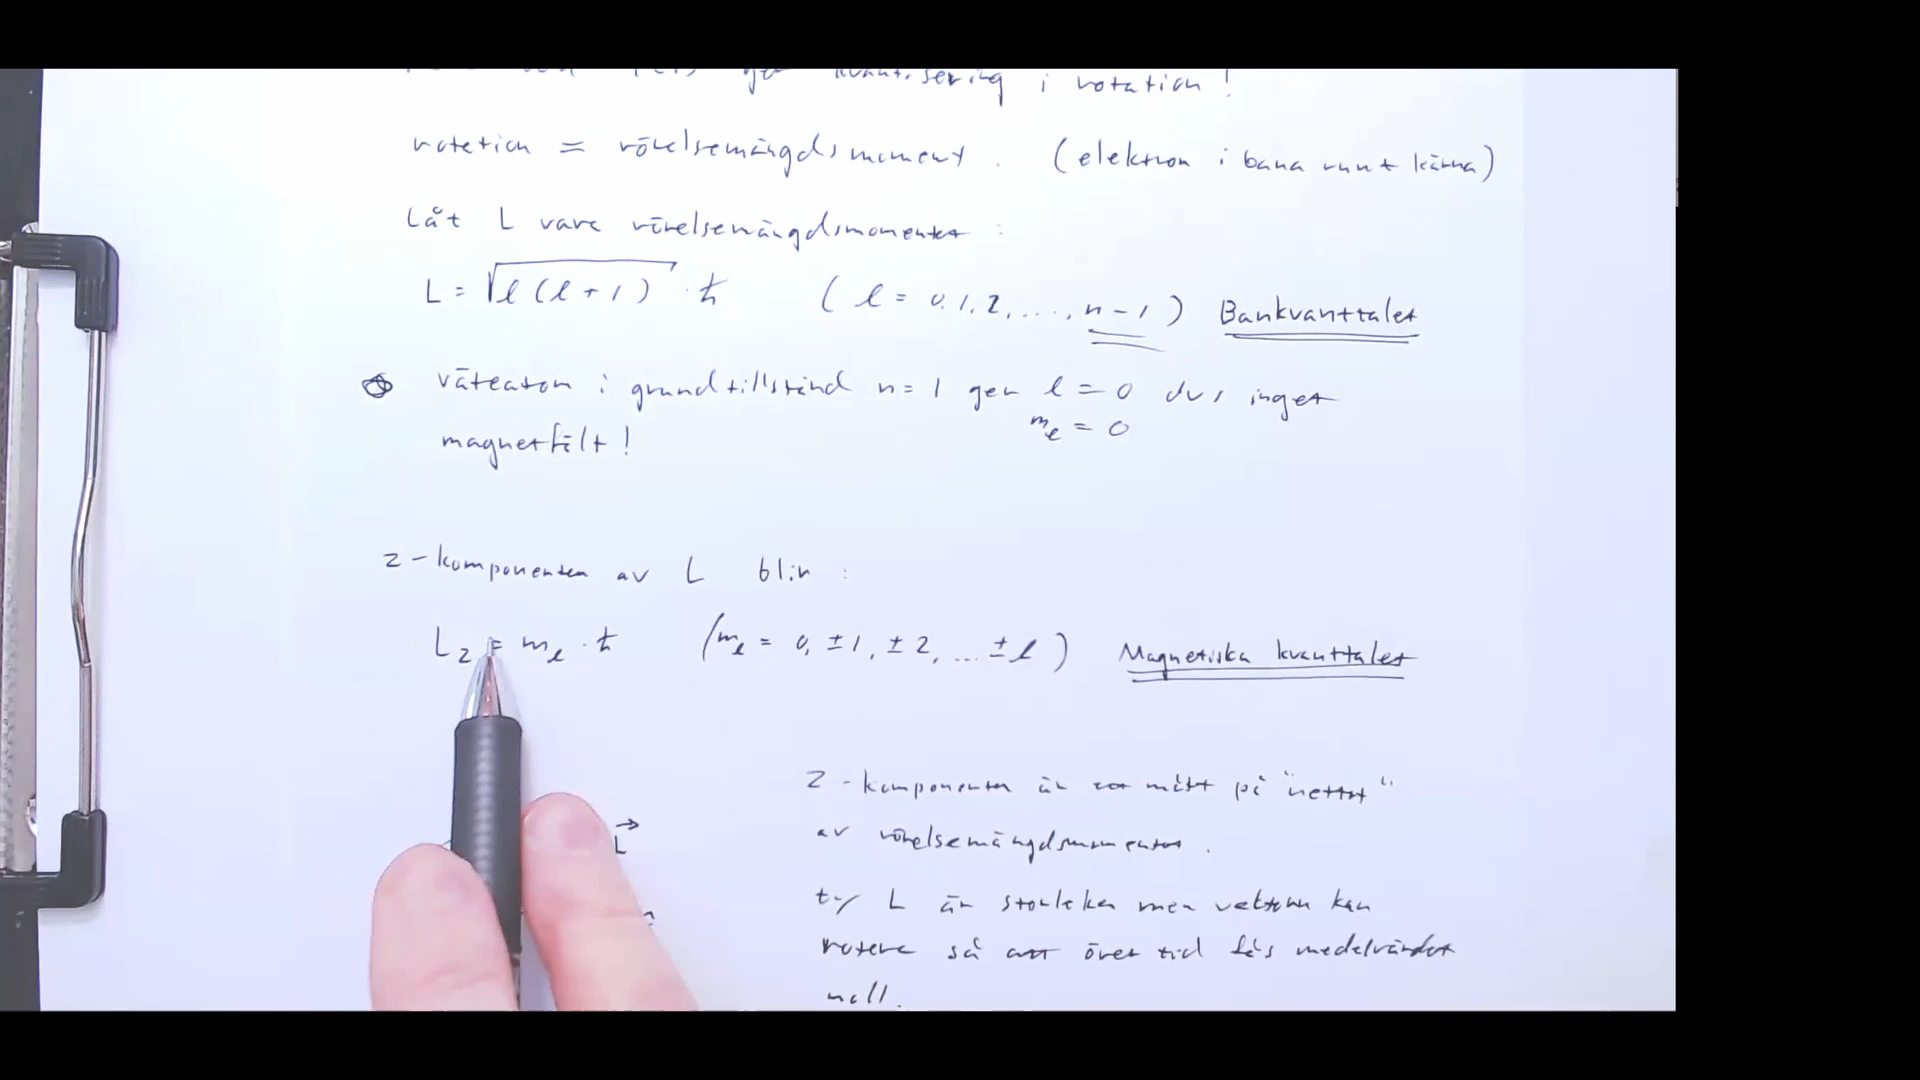 kvantisering i rotation!
rotation = rörelsemängdsmoment. (elektron i bana runt kärna)
Låt L vara rörelsemängdsmomentet :
L = √l(l+1) · ħ (l = 0,1,2,...., n-1) Bankvanttalet
väteatom i grundtillstånd n=1 ger l = 0 dvs inget
m_l = 0
magnetfält!
z-komponenten av L blir :
L_z = m_l · ħ (m_l = 0, ±1, ±2, ... ±l) Magnetiska kvanttalet
L
z-komponenten är mått på "nettot"
av rörelsemängdsmomentet.
ty L är storleken men vektorn kan
rotera så att över tid fås medelvärdet
noll.